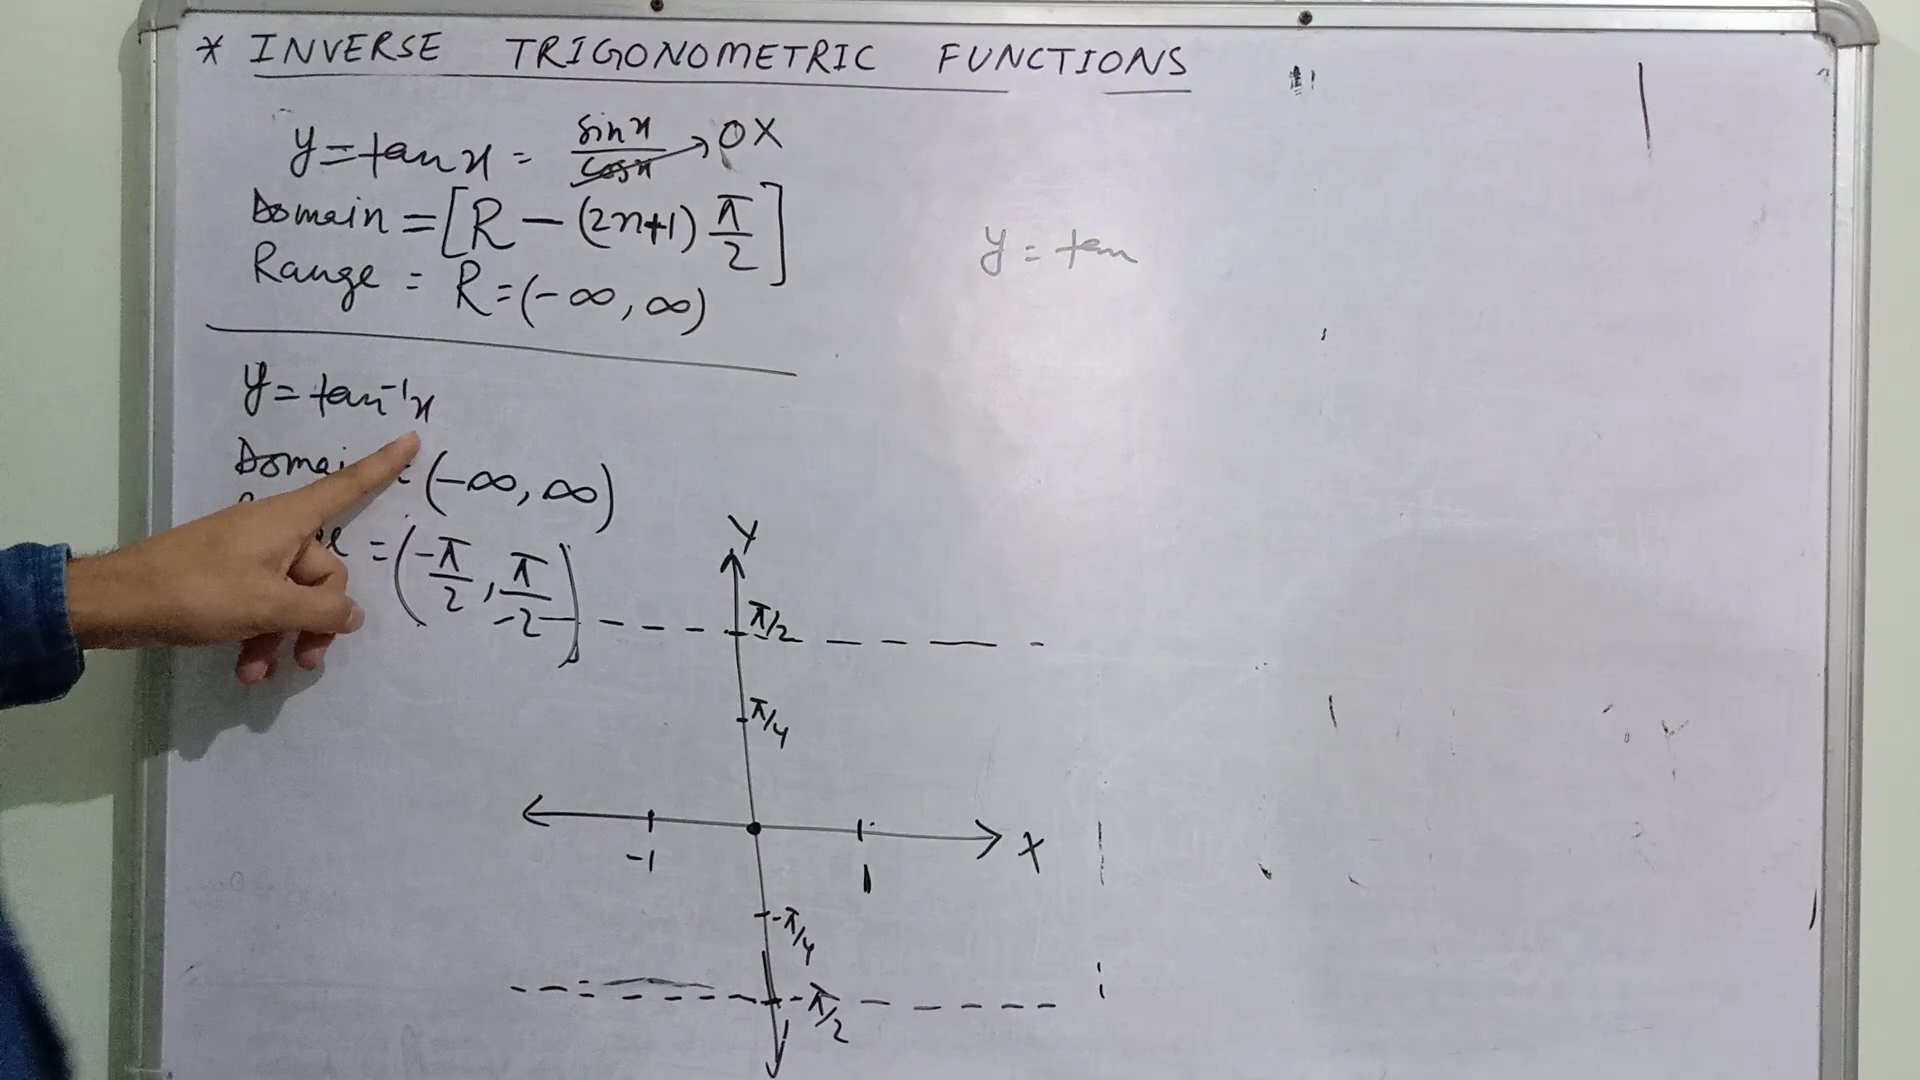 * INVERSE TRIGONOMETRIC FUNCTIONS
y = tan x = sin x / cos x → 0 X
Domain = [R - (2n+1) π/2]
Range = R = (-∞, ∞)
y = tan
y = tan⁻¹x
= (-∞, ∞)
= (-π/2, π/2)
Y
π/2
π/4
-1
1
X
-π/4
-π/2